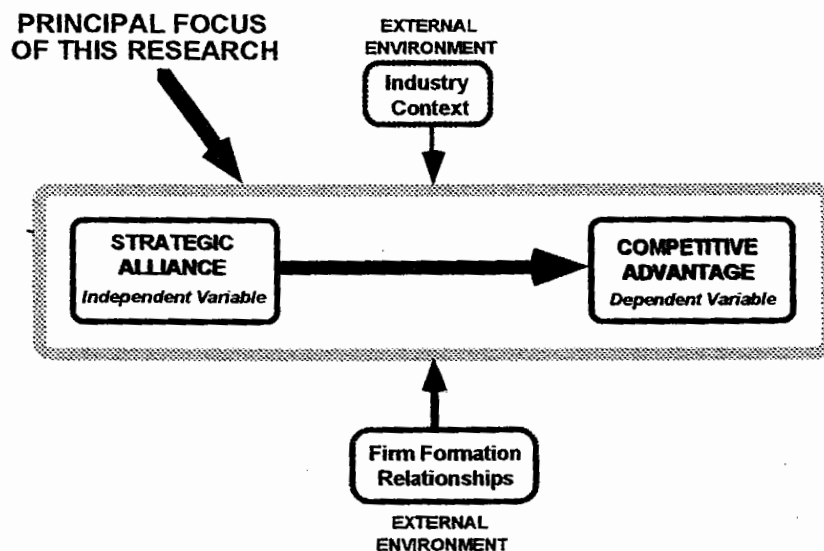 PRINCIPAL FOCUS
OF THIS RESEARCH
EXTERNAL
ENVIRONMENT
Industry
Context
STRATEGIC
ALLIANCE
Independent Variable
COMPETITIVE
ADVANTAGE
Dependent Variable
Firm Formation
Relationships
EXTERNAL
ENVIRONMENT